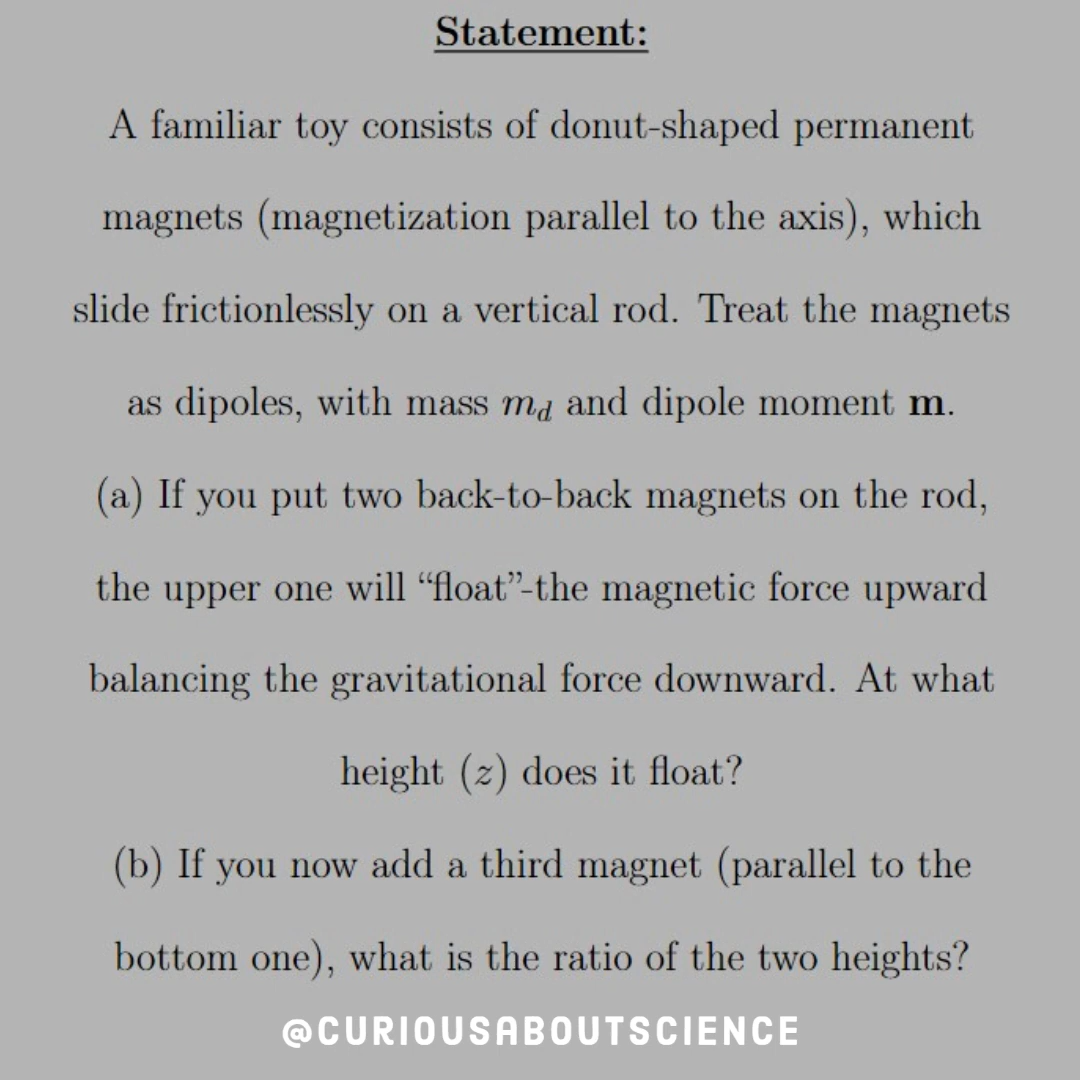 Statement:
A familiar toy consists of donut-shaped permanent
magnets (magnetization parallel to the axis), which
slide frictionlessly on a vertical rod. Treat the magnets
as dipoles, with mass m_d and dipole moment m.
(a) If you put two back-to-back magnets on the rod,
the upper one will “float”-the magnetic force upward
balancing the gravitational force downward. At what
height (z) does it float?
(b) If you now add a third magnet (parallel to the
bottom one), what is the ratio of the two heights?
@CURIOUSABOUTSCIENCE